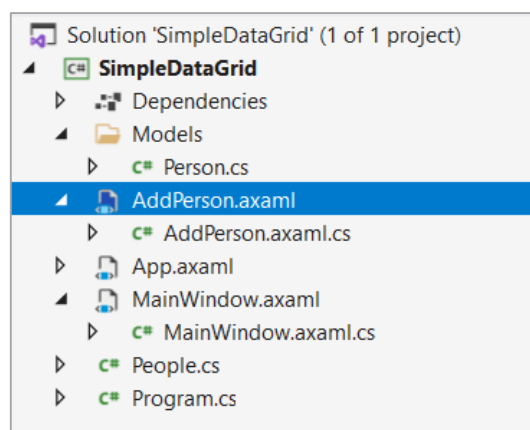 Solution 'SimpleDataGrid' (1 of 1 project)
C# SimpleDataGrid
Dependencies
Models
C# Person.cs
AddPerson.axaml
C# AddPerson.axaml.cs
App.axaml
MainWindow.axaml
C# MainWindow.axaml.cs
C# People.cs
C# Program.cs